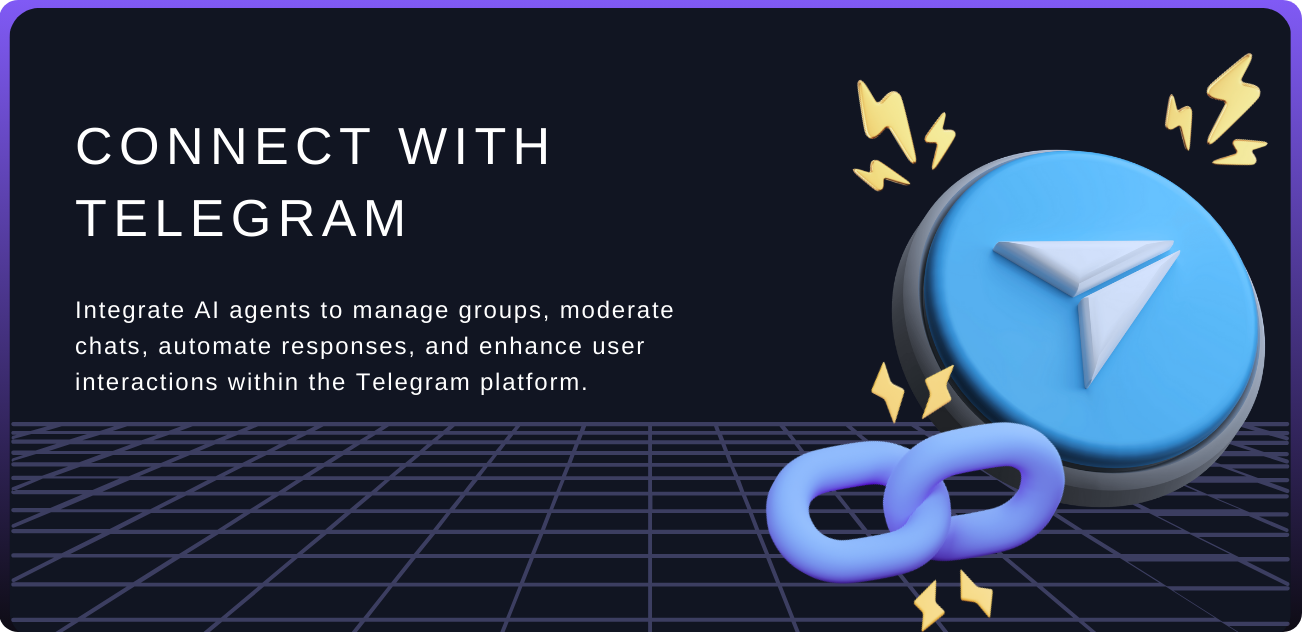 CONNECT WITH
TELEGRAM
Integrate AI agents to manage groups, moderate
chats, automate responses, and enhance user
interactions within the Telegram platform.